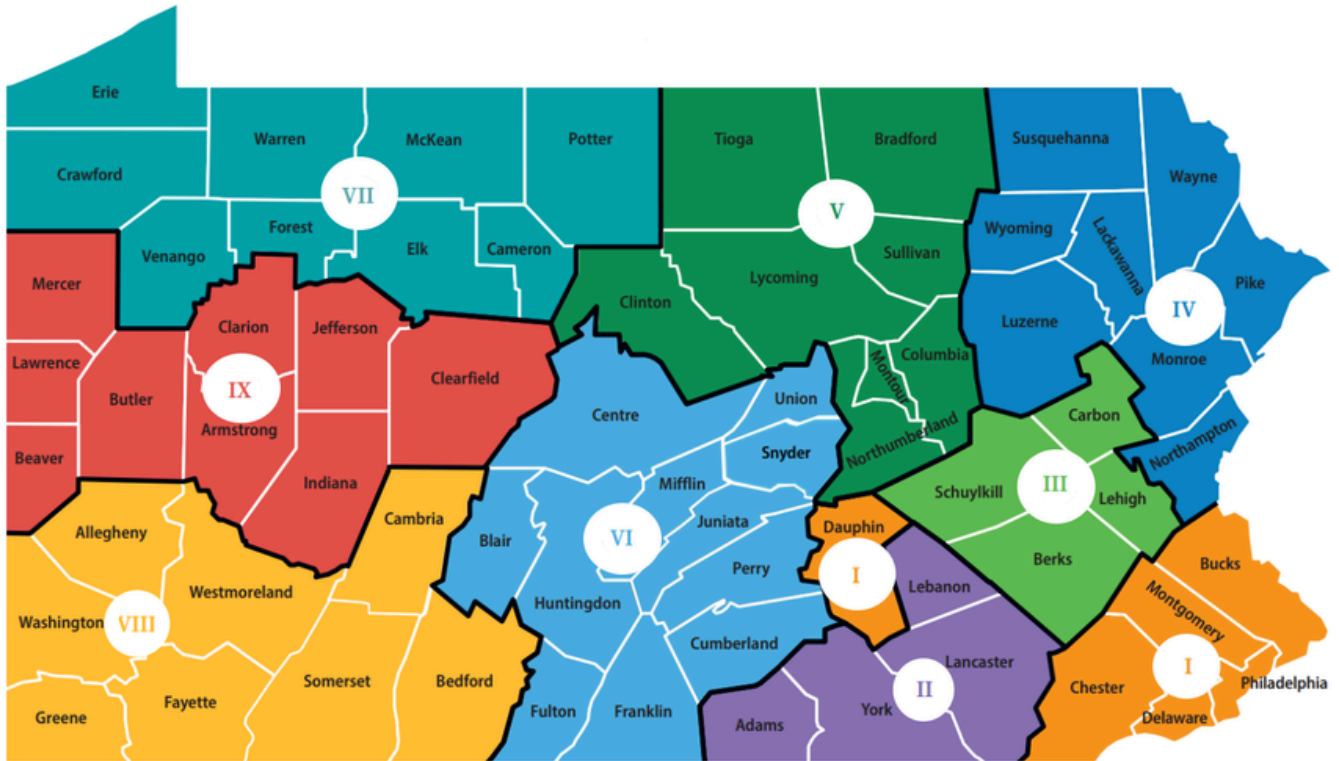 Erie
Warren
McKean
Potter
Tioga
Bradford
Susquehanna
Crawford
VII
Wayne
V
Forest
Wyoming
Lackawanna
Venango
Elk
Cameron
Sullivan
Mercer
Lycoming
Pike
Clinton
IV
Clarion
Jefferson
Luzerne
Lawrence
Columbia
Monroe
Montour
Clearfield
IX
Butler
Union
Centre
Carbon
Armstrong
Northumberland
Northampton
Beaver
Snyder
Indiana
Mifflin
Schuylkill
III
Lehigh
Cambria
Juniata
Dauphin
Allegheny
Blair
VI
Berks
Bucks
Perry
I
Westmoreland
Lebanon
Huntingdon
Montgomery
Washington
VIII
Cumberland
Lancaster
I
Somerset
Bedford
Philadelphia
II
Chester
Fayette
Greene
Fulton
Franklin
York
Adams
Delaware